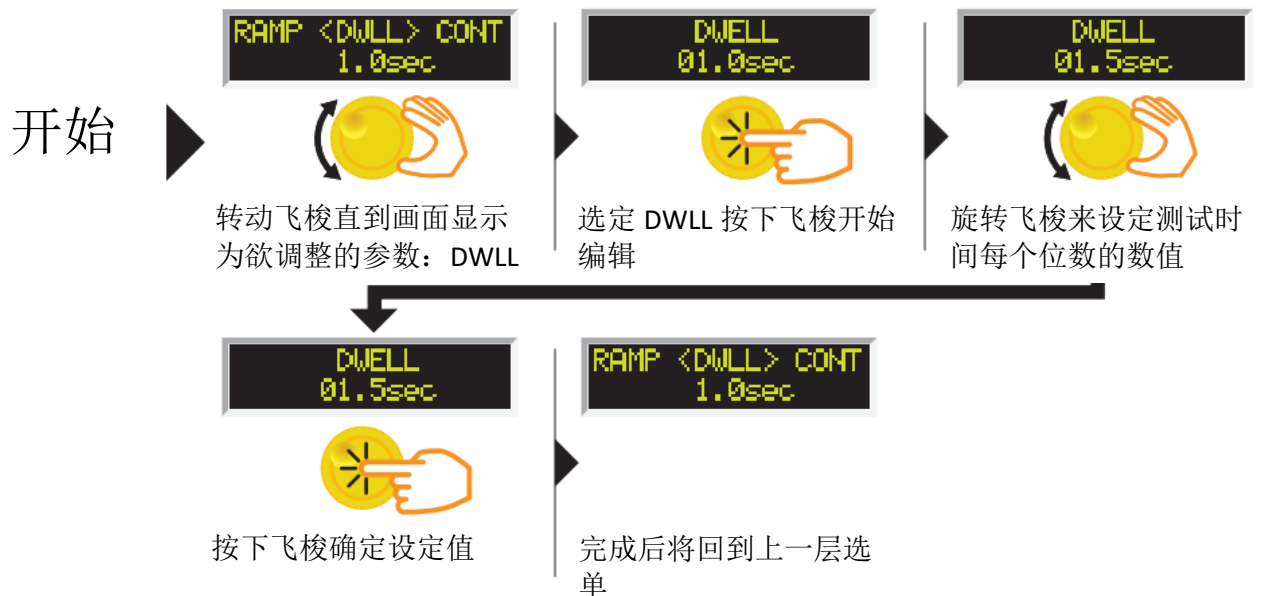 开始
RAMP <DWLL> CONT
1.0sec
转动飞梭直到画面显示
为欲调整的参数：DWLL
DWELL
01.0sec
选定 DWLL 按下飞梭开始
编辑
DWELL
01.5sec
旋转飞梭来设定测试时
间每个位数的数值
DWELL
01.5sec
按下飞梭确定设定值
RAMP <DWLL> CONT
1.0sec
完成后将回到上一层选
单